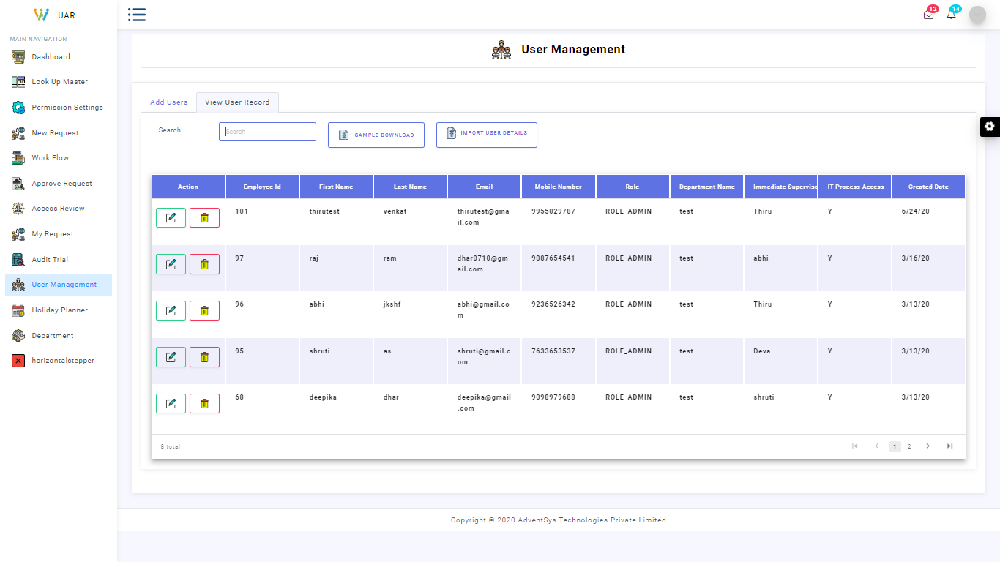 UAR
12
14
MAIN NAVIGATION
Dashboard
Look Up Master
Permission Settings
New Request
Work Flow
Approve Request
Access Review
My Request
Audit Trial
User Management
Holiday Planner
Department
horizontalstepper
User Management
Add Users View User Record
Search: Search SAMPLE DOWNLOAD IMPORT USER DETAILS
Action Employee Id First Name Last Name Email Mobile Number Role Department Name Immediate Superviso IT Process Access Created Date
101 thirutest venkat thirutest@gma 9955029787 ROLE_ADMIN test Thiru Y 6/24/20
il.com
97 raj ram dhar0710@gm 9087654541 ROLE_ADMIN test abhi Y 3/16/20
ail.com
96 abhi jkshf abhi@gmail.co 9236526342 ROLE_ADMIN test Thiru Y 3/13/20
m
95 shruti as shruti@gmail.c 7633653537 ROLE_ADMIN test Deva Y 3/13/20
om
68 deepika dhar deepika@gmail 9098979688 ROLE_ADMIN test shruti Y 3/13/20
.com
8 total 1 2
Copyright © 2020 AdventSys Technologies Private Limited